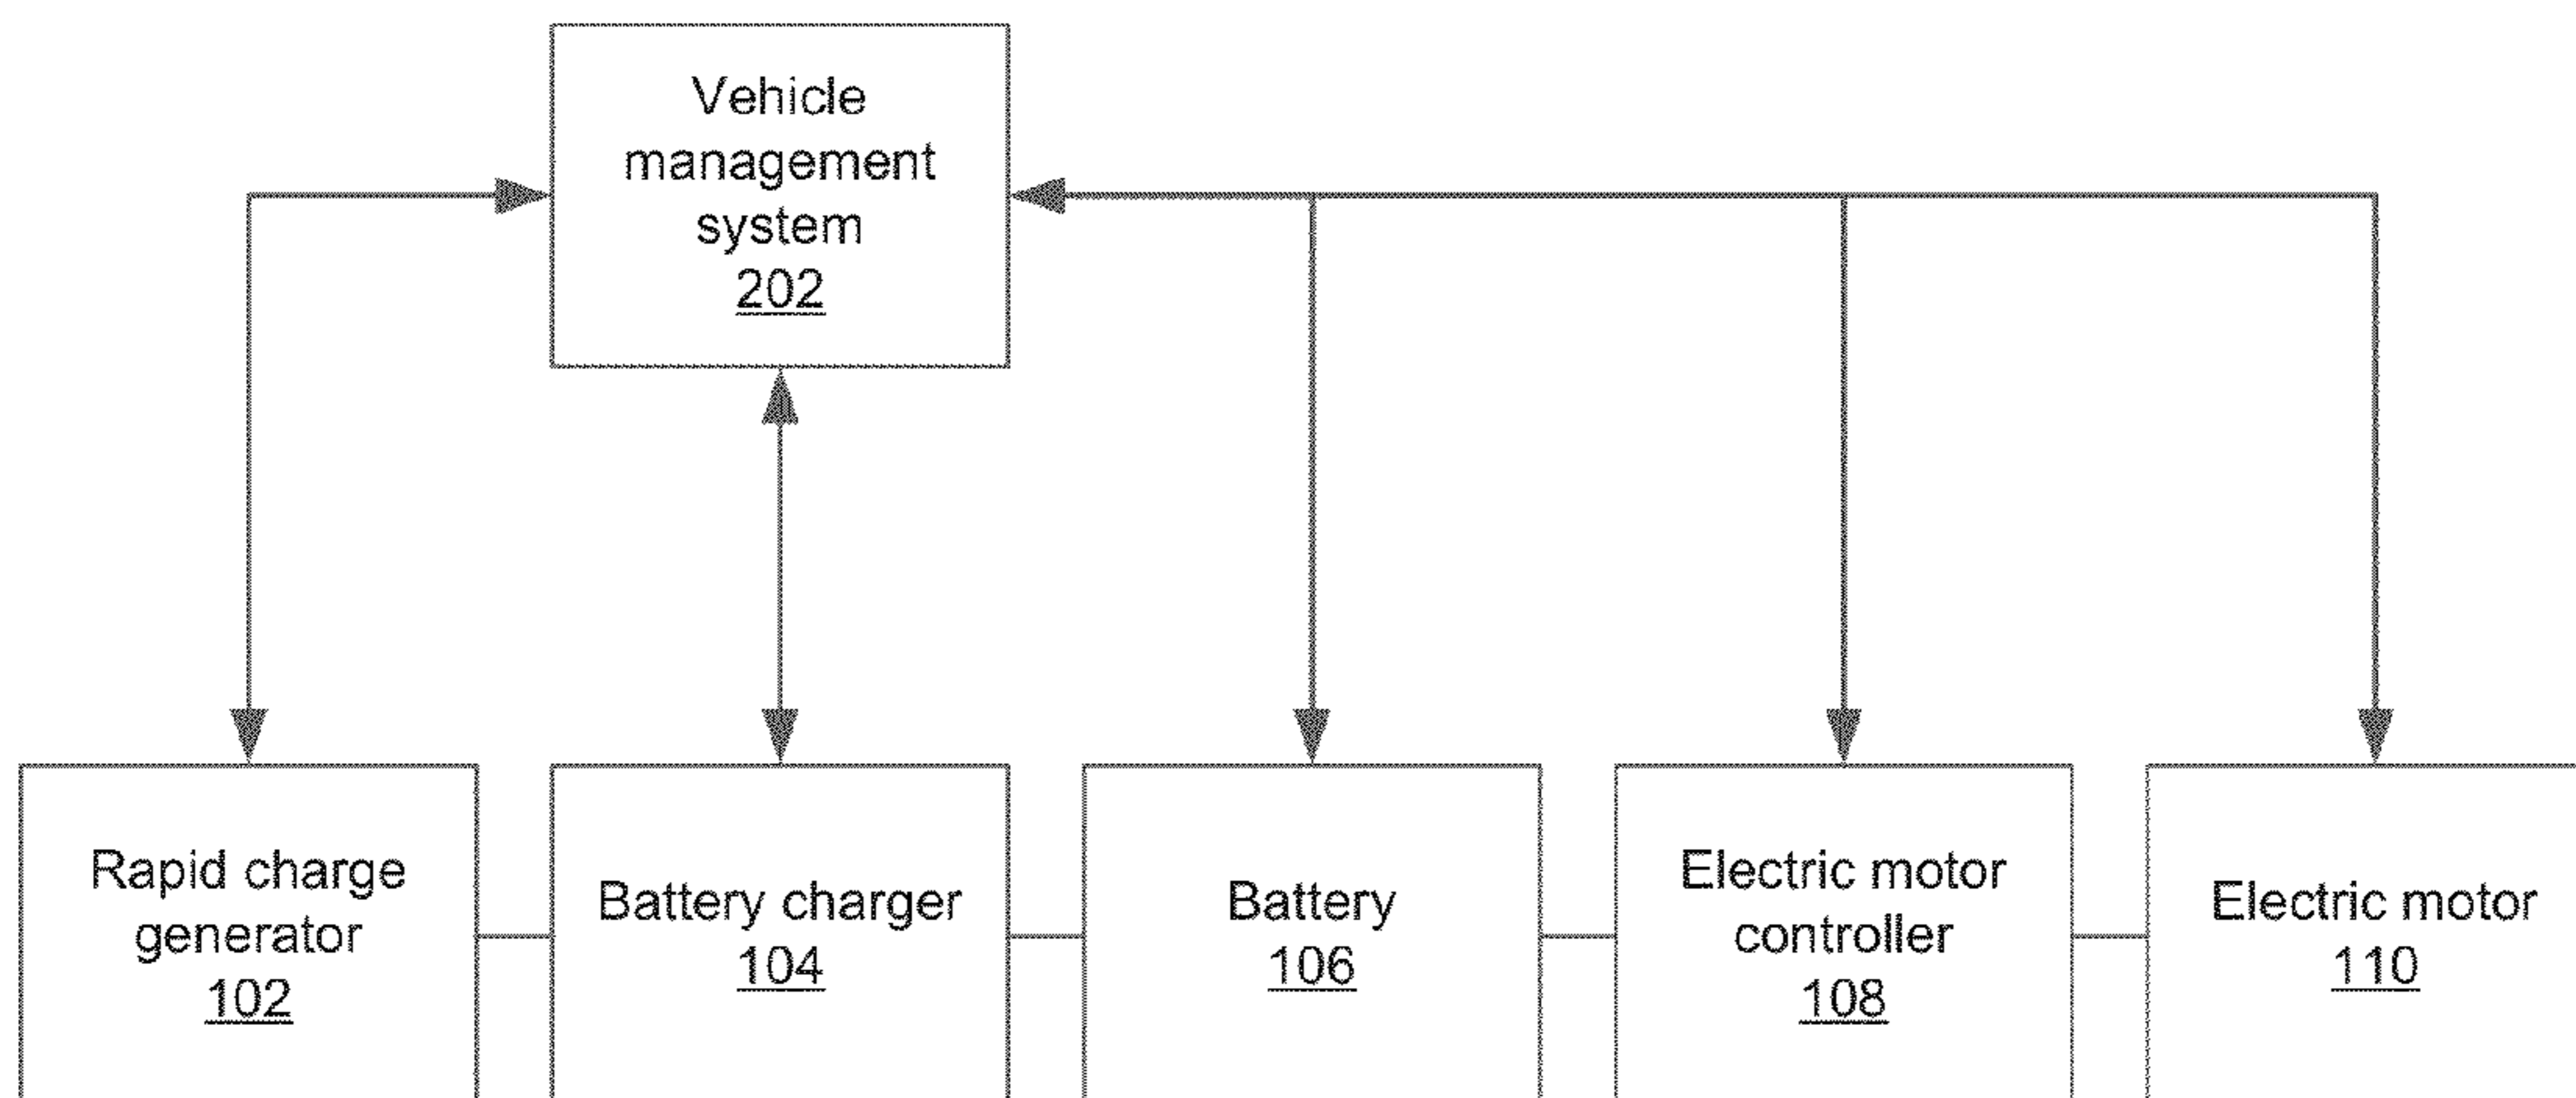 Vehicle
management
system
202
Rapid charge
generator
102
Battery charger
104
Battery
106
Electric motor
controller
108
Electric motor
110